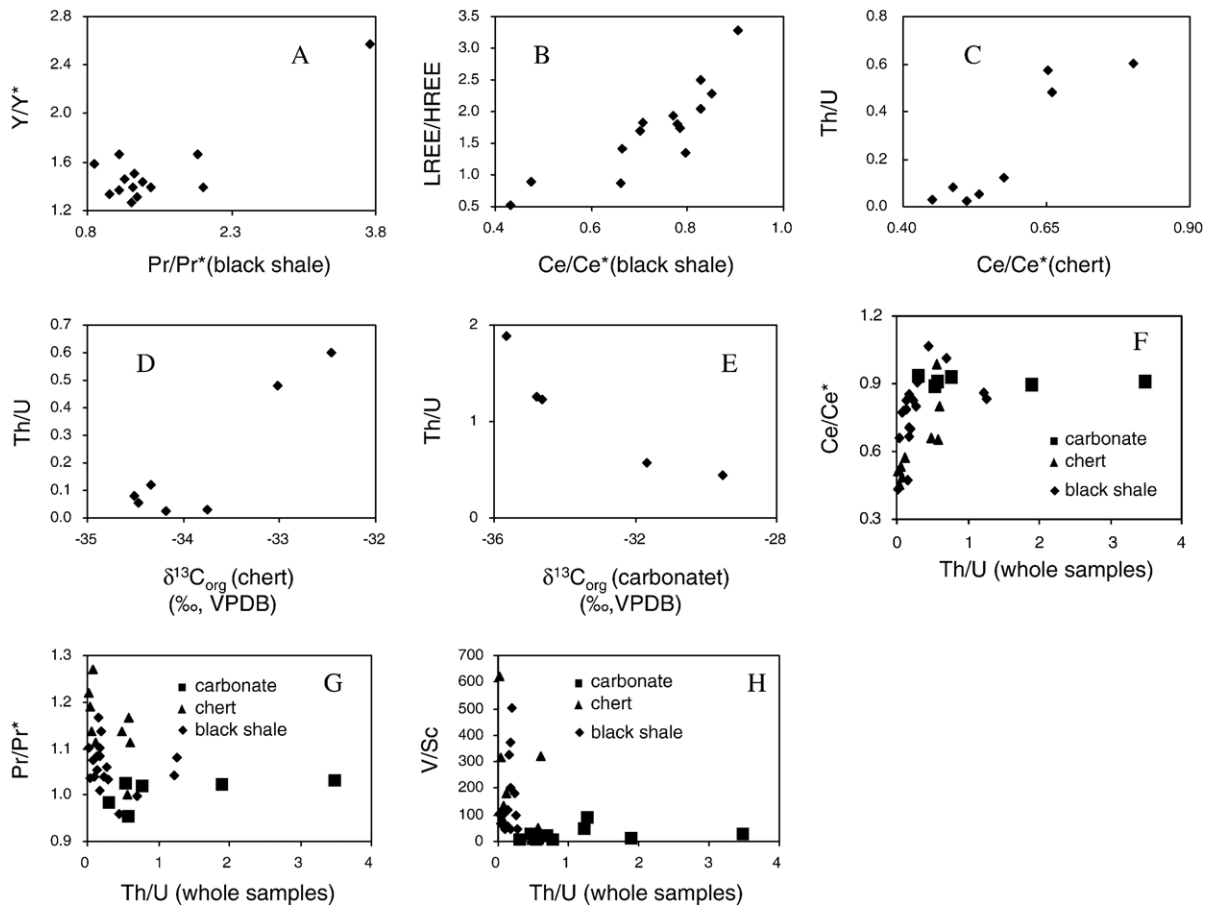 A
Y/Y*
2.8
2.4
2.0
1.6
1.2
0.8
2.3
3.8
Pr/Pr*(black shale)
B
LREE/HREE
3.5
3.0
2.5
2.0
1.5
1.0
0.5
0.4
0.6
0.8
1.0
Ce/Ce*(black shale)
C
Th/U
0.8
0.6
0.4
0.2
0.0
0.40
0.65
0.90
Ce/Ce*(chert)
D
Th/U
0.7
0.6
0.5
0.4
0.3
0.2
0.1
0.0
-35
-34
-33
-32
δ¹³Corg (chert)
(‰, VPDB)
E
Th/U
2
1
0
-36
-32
-28
δ¹³Corg (carbonatet)
(‰,VPDB)
F
Ce/Ce*
1.2
0.9
0.6
0.3
carbonate
chert
black shale
0
1
2
3
4
Th/U (whole samples)
G
Pr/Pr*
1.3
1.2
1.1
1.0
0.9
carbonate
chert
black shale
0
1
2
3
4
Th/U (whole samples)
H
V/Sc
700
600
500
400
300
200
100
0
carbonate
chert
black shale
0
1
2
3
4
Th/U (whole samples)